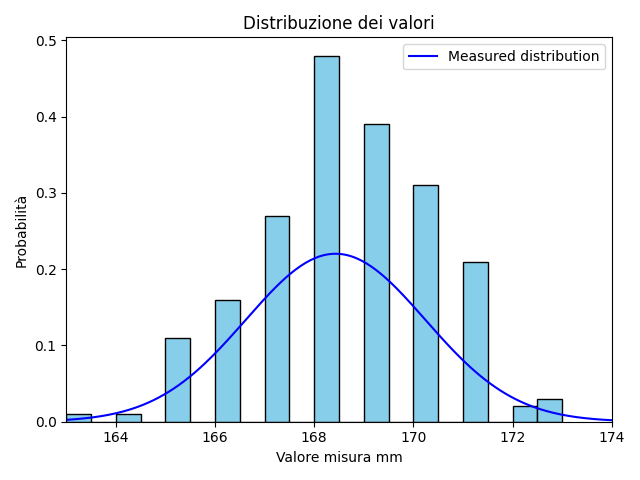 Distribuzione dei valori
Measured distribution
0.5
0.4
0.3
0.2
0.1
0.0
Probabilità
164 166 168 170 172 174
Valore misura mm